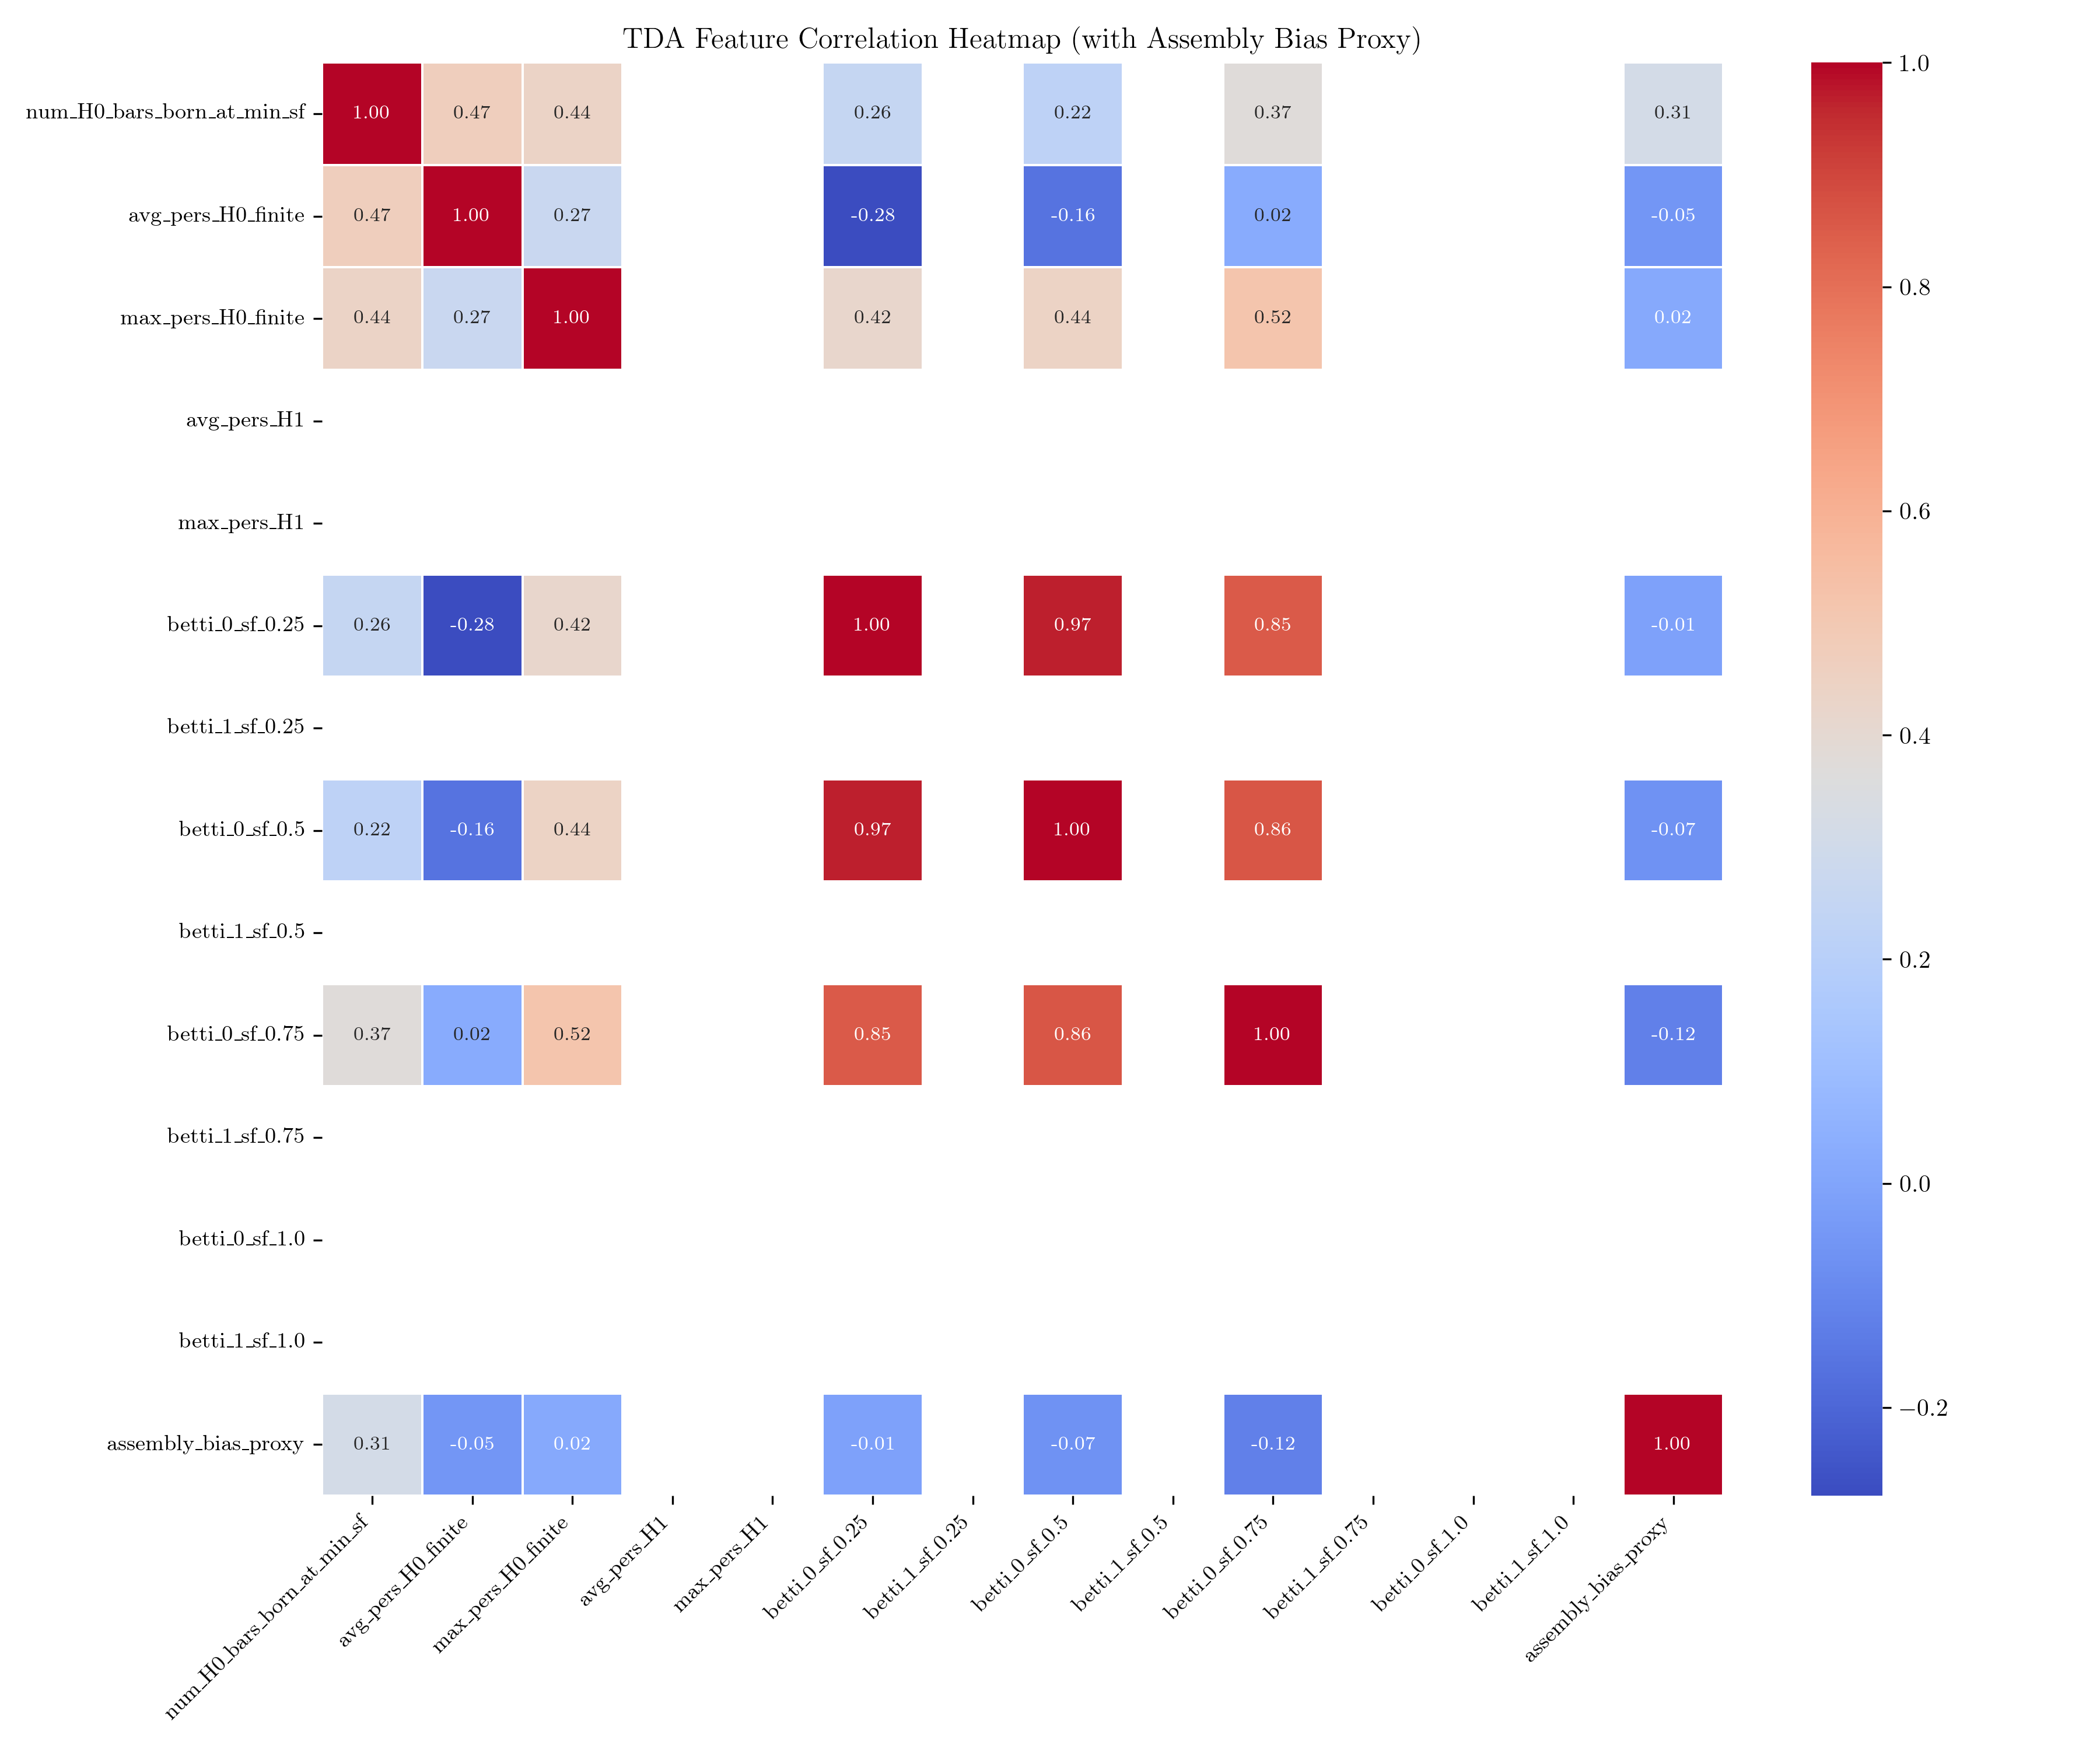 TDA Feature Correlation Heatmap (with Assembly Bias Proxy)
num_H0_bars_born_at_min_sf 1.00 0.47 0.44 0.26 0.22 0.37 0.31
avg_pers_H0_finite 0.47 1.00 0.27 -0.28 -0.16 0.02 -0.05
max_pers_H0_finite 0.44 0.27 1.00 0.42 0.44 0.52 0.02
avg_pers_H1
max_pers_H1
betti_0_sf_0.25 0.26 -0.28 0.42 1.00 0.97 0.85 -0.01
betti_1_sf_0.25
betti_0_sf_0.5 0.22 -0.16 0.44 0.97 1.00 0.86 -0.07
betti_1_sf_0.5
betti_0_sf_0.75 0.37 0.02 0.52 0.85 0.86 1.00 -0.12
betti_1_sf_0.75
betti_0_sf_1.0
betti_1_sf_1.0
assembly_bias_proxy 0.31 -0.05 0.02 -0.01 -0.07 -0.12 1.00
num_H0_bars_born_at_min_sf
avg_pers_H0_finite
max_pers_H0_finite
avg_pers_H1
max_pers_H1
betti_0_sf_0.25
betti_1_sf_0.25
betti_0_sf_0.5
betti_1_sf_0.5
betti_0_sf_0.75
betti_1_sf_0.75
betti_0_sf_1.0
betti_1_sf_1.0
assembly_bias_proxy
1.0
0.8
0.6
0.4
0.2
0.0
−0.2